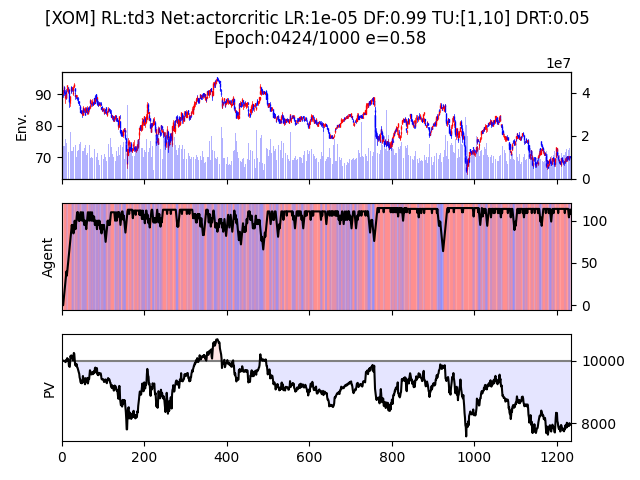 [XOM] RL:td3 Net:actorcritic LR:1e-05 DF:0.99 TU:[1,10] DRT:0.05
Epoch:0424/1000 e=0.58
1e7
Env.
90
80
70
4
2
0
Agent
100
50
0
PV
10000
8000
0 200 400 600 800 1000 1200